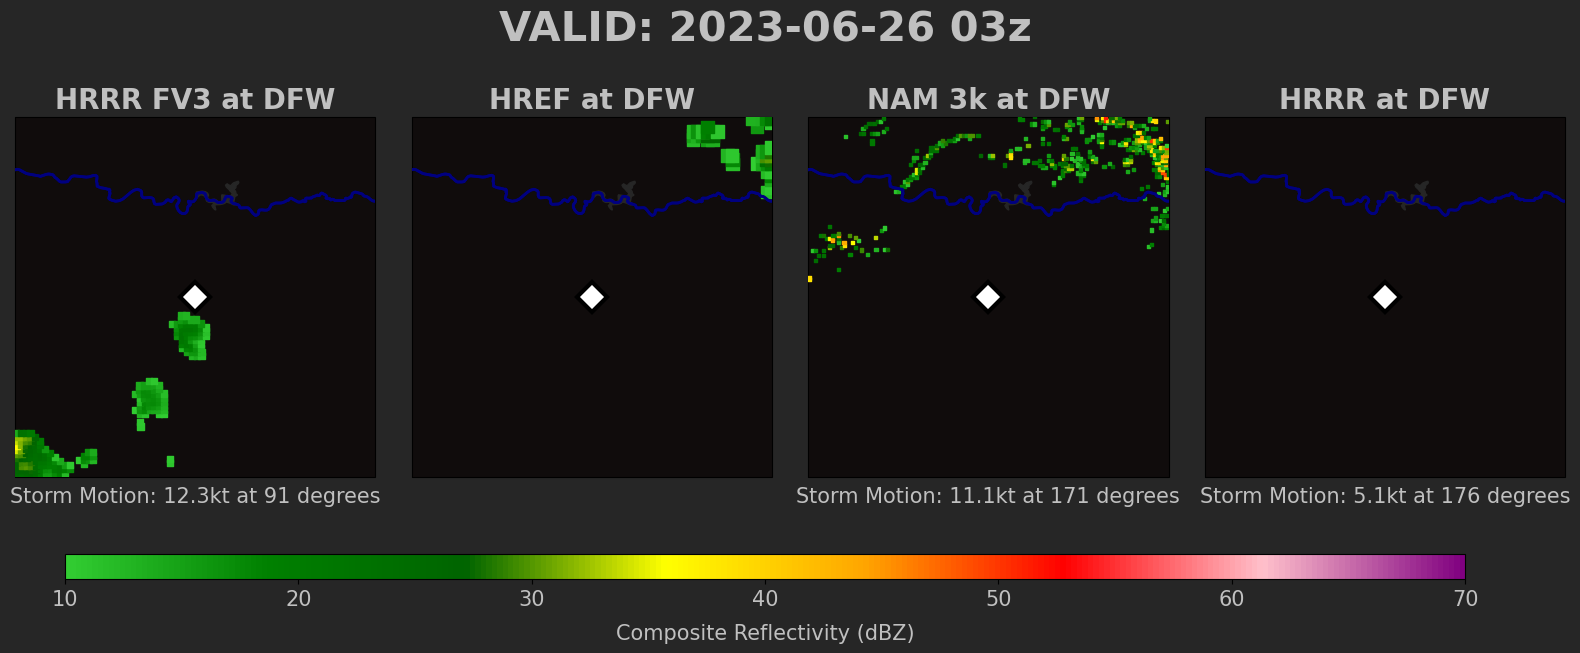 VALID: 2023-06-26 03z
HRRR FV3 at DFW
HREF at DFW
NAM 3k at DFW
HRRR at DFW
Storm Motion: 12.3kt at 91 degrees
Storm Motion: 11.1kt at 171 degrees
Storm Motion: 5.1kt at 176 degrees
10 20 30 40 50 60 70
Composite Reflectivity (dBZ)